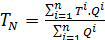 T_N = \frac{\sum_{i=1}^{n} T^i . Q^i}{\sum_{i=1}^{n} Q^i}